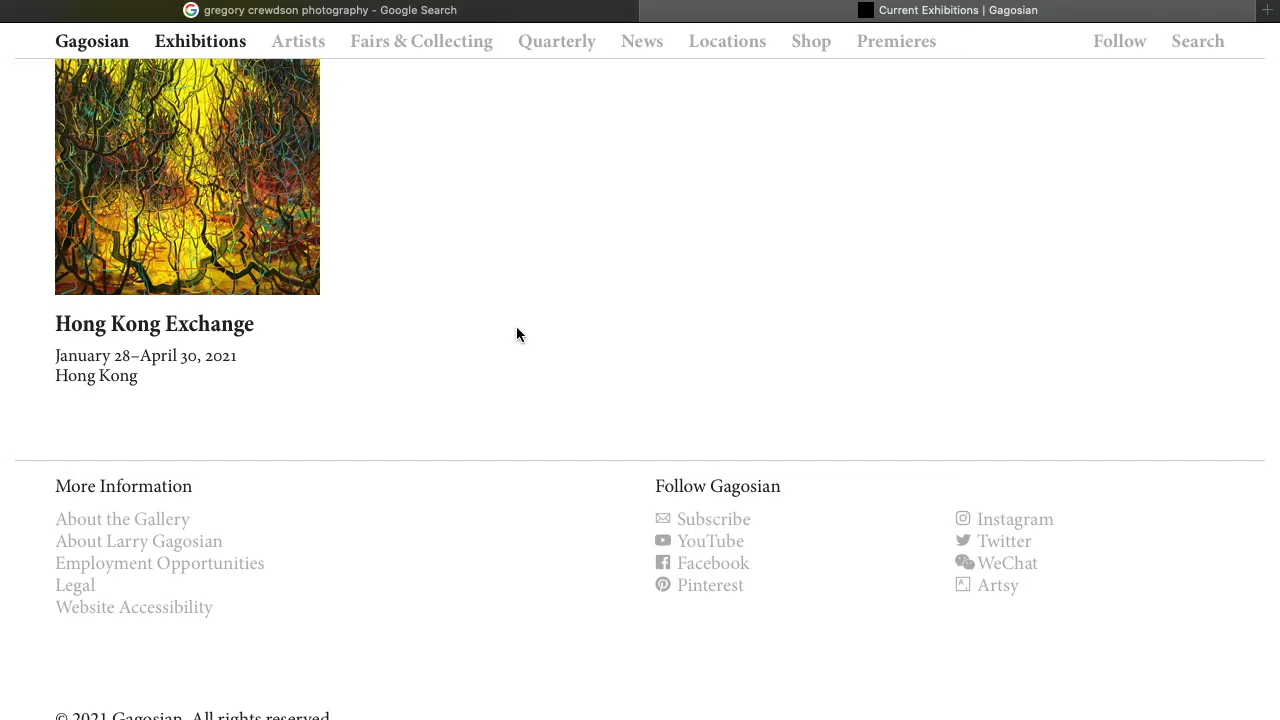 gregory crewdson photography - Google Search
Current Exhibitions | Gagosian
Gagosian Exhibitions Artists Fairs & Collecting Quarterly News Locations Shop Premieres Follow Search
Hong Kong Exchange
January 28–April 30, 2021
Hong Kong
More Information
About the Gallery
About Larry Gagosian
Employment Opportunities
Legal
Website Accessibility
Follow Gagosian
Subscribe
YouTube
Facebook
Pinterest
Instagram
Twitter
WeChat
Artsy
© 2021 Gagosian. All rights reserved.